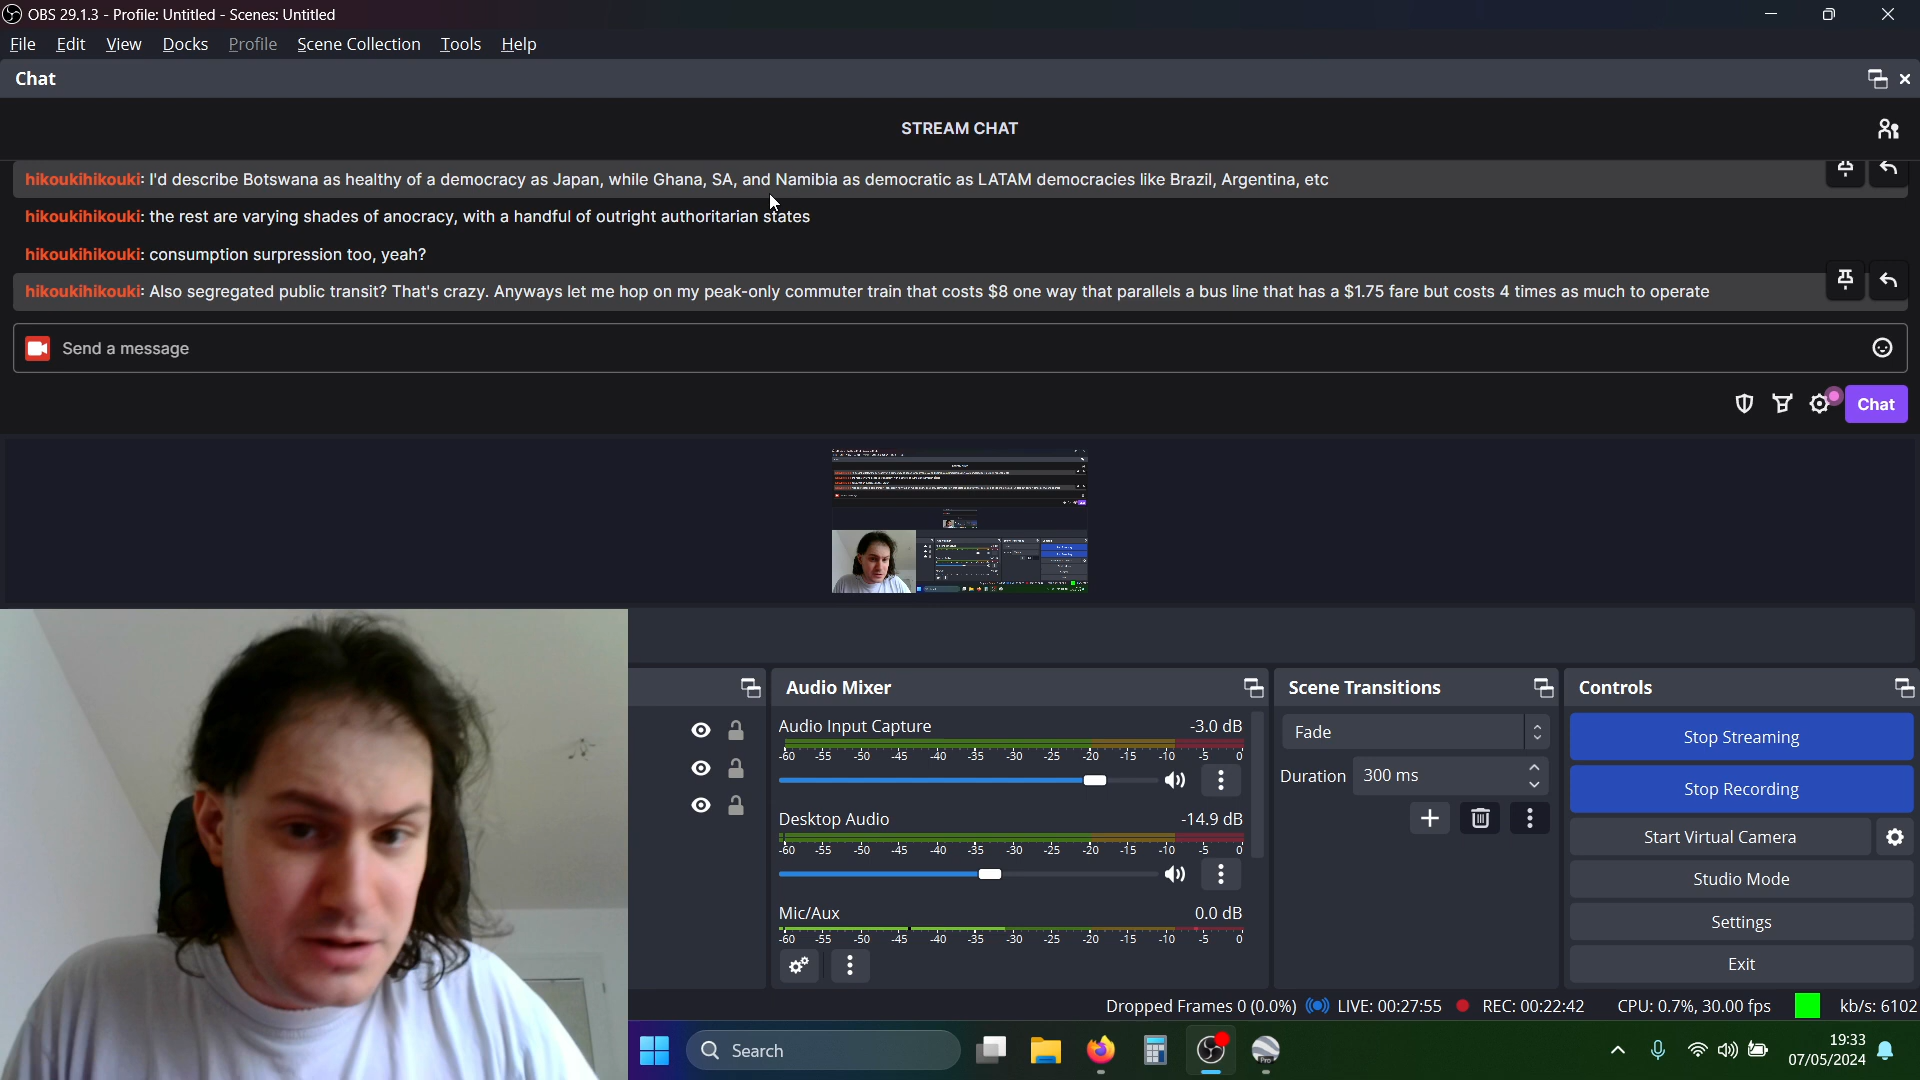 OBS 29.1.3 - Profile: Untitled - Scenes: Untitled
File Edit View Docks Profile Scene Collection Tools Help
Chat
STREAM CHAT
hikoukihikouki: I'd describe Botswana as healthy of a democracy as Japan, while Ghana, SA, and Namibia as democratic as LATAM democracies like Brazil, Argentina, etc
hikoukihikouki: the rest are varying shades of anocracy, with a handful of outright authoritarian states
hikoukihikouki: consumption surpression too, yeah?
hikoukihikouki: Also segregated public transit? That's crazy. Anyways let me hop on my peak-only commuter train that costs $8 one way that parallels a bus line that has a $1.75 fare but costs 4 times as much to operate
Send a message
Chat
Audio Mixer Scene Transitions Controls
Audio Input Capture -3.0 dB
-60 -55 -50 -45 -40 -35 -30 -25 -20 -15 -10 -5 0
Desktop Audio -14.9 dB
-60 -55 -50 -45 -40 -35 -30 -25 -20 -15 -10 -5 0
Mic/Aux 0.0 dB
-60 -55 -50 -45 -40 -35 -30 -25 -20 -15 -10 -5 0
Fade
Duration 300 ms
Stop Streaming
Stop Recording
Start Virtual Camera
Studio Mode
Settings
Exit
Dropped Frames 0 (0.0%) LIVE: 00:27:55 REC: 00:22:42 CPU: 0.7%, 30.00 fps kb/s: 6102
Search
Pro
19:33
07/05/2024